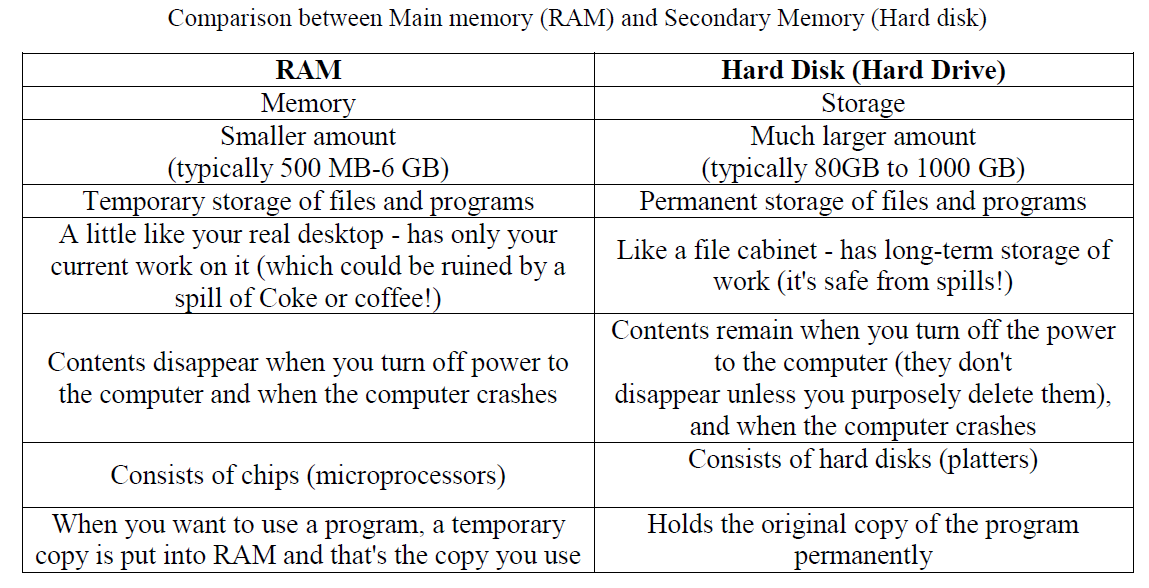 Comparison between Main memory (RAM) and Secondary Memory (Hard disk)
RAM
Hard Disk (Hard Drive)
Memory
Storage
Smaller amount
(typically 500 MB-6 GB)
Much larger amount
(typically 80GB to 1000 GB)
Temporary storage of files and programs
Permanent storage of files and programs
A little like your real desktop - has only your
current work on it (which could be ruined by a
spill of Coke or coffee!)
Like a file cabinet - has long-term storage of
work (it's safe from spills!)
Contents disappear when you turn off power to
the computer and when the computer crashes
Contents remain when you turn off the power
to the computer (they don't
disappear unless you purposely delete them),
and when the computer crashes
Consists of chips (microprocessors)
Consists of hard disks (platters)
When you want to use a program, a temporary
copy is put into RAM and that's the copy you use
Holds the original copy of the program
permanently